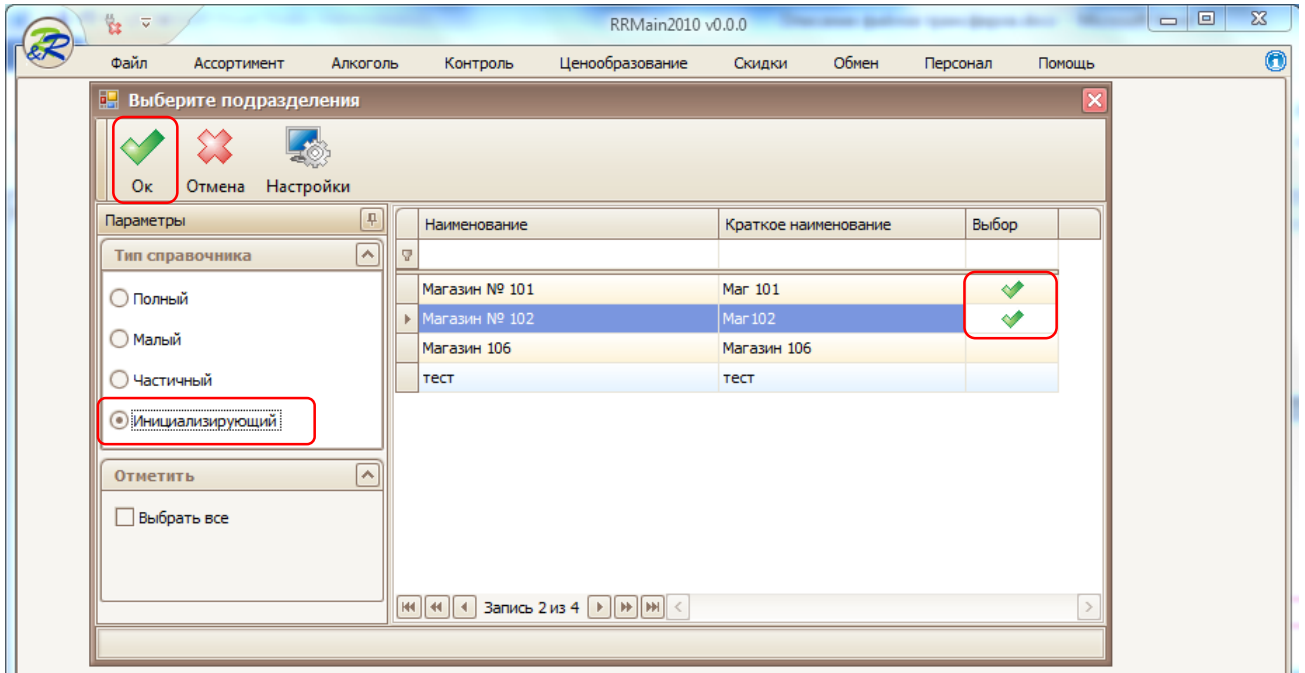 RRMain2010 v0.0.0
R&R
Файл Ассортимент Алкоголь Контроль Ценообразование Скидки Обмен Персонал Помощь
Выберите подразделения
Ок Отмена Настройки
Параметры
Тип справочника
Полный
Малый
Частичный
Инициализирующий
Отметить
Выбрать все
Наименование Краткое наименование Выбор
Магазин № 101 Маг 101
Магазин № 102 Маг102
Магазин 106 Магазин 106
тест тест
Запись 2 из 4